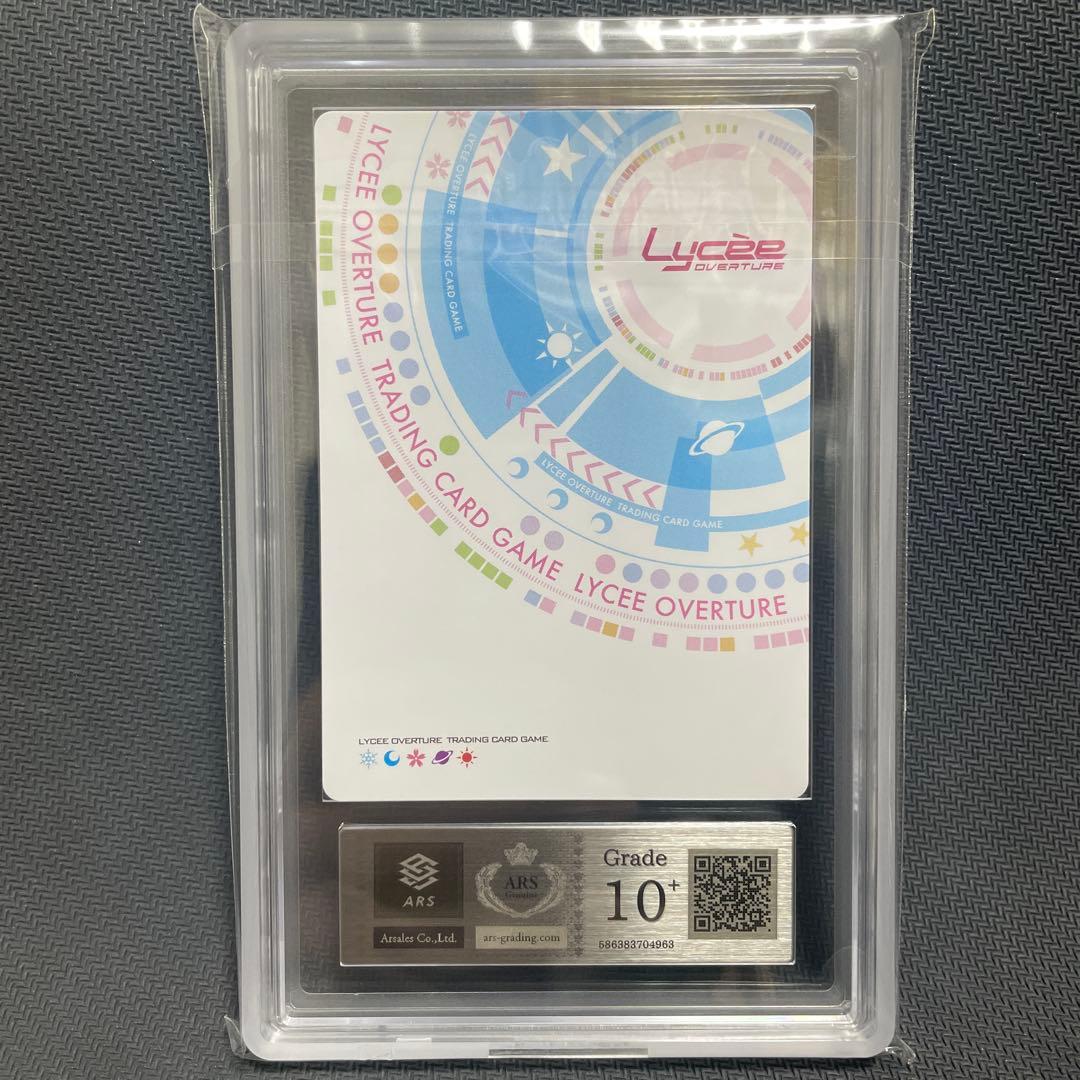 LYCEE OVERTURE TRADING CARD GAME LYCEE OVERTURE
LYCEE OVERTURE TRADING CARD GAME
LYCEE OVERTURE TRADING CARD GAME
Lycèe
OVERTURE
LYCEE OVERTURE TRADING CARD GAME
ARS
Arsales Co.,Ltd.
ARS
Genuine
ars-grading.com
Grade
10+
586383704963